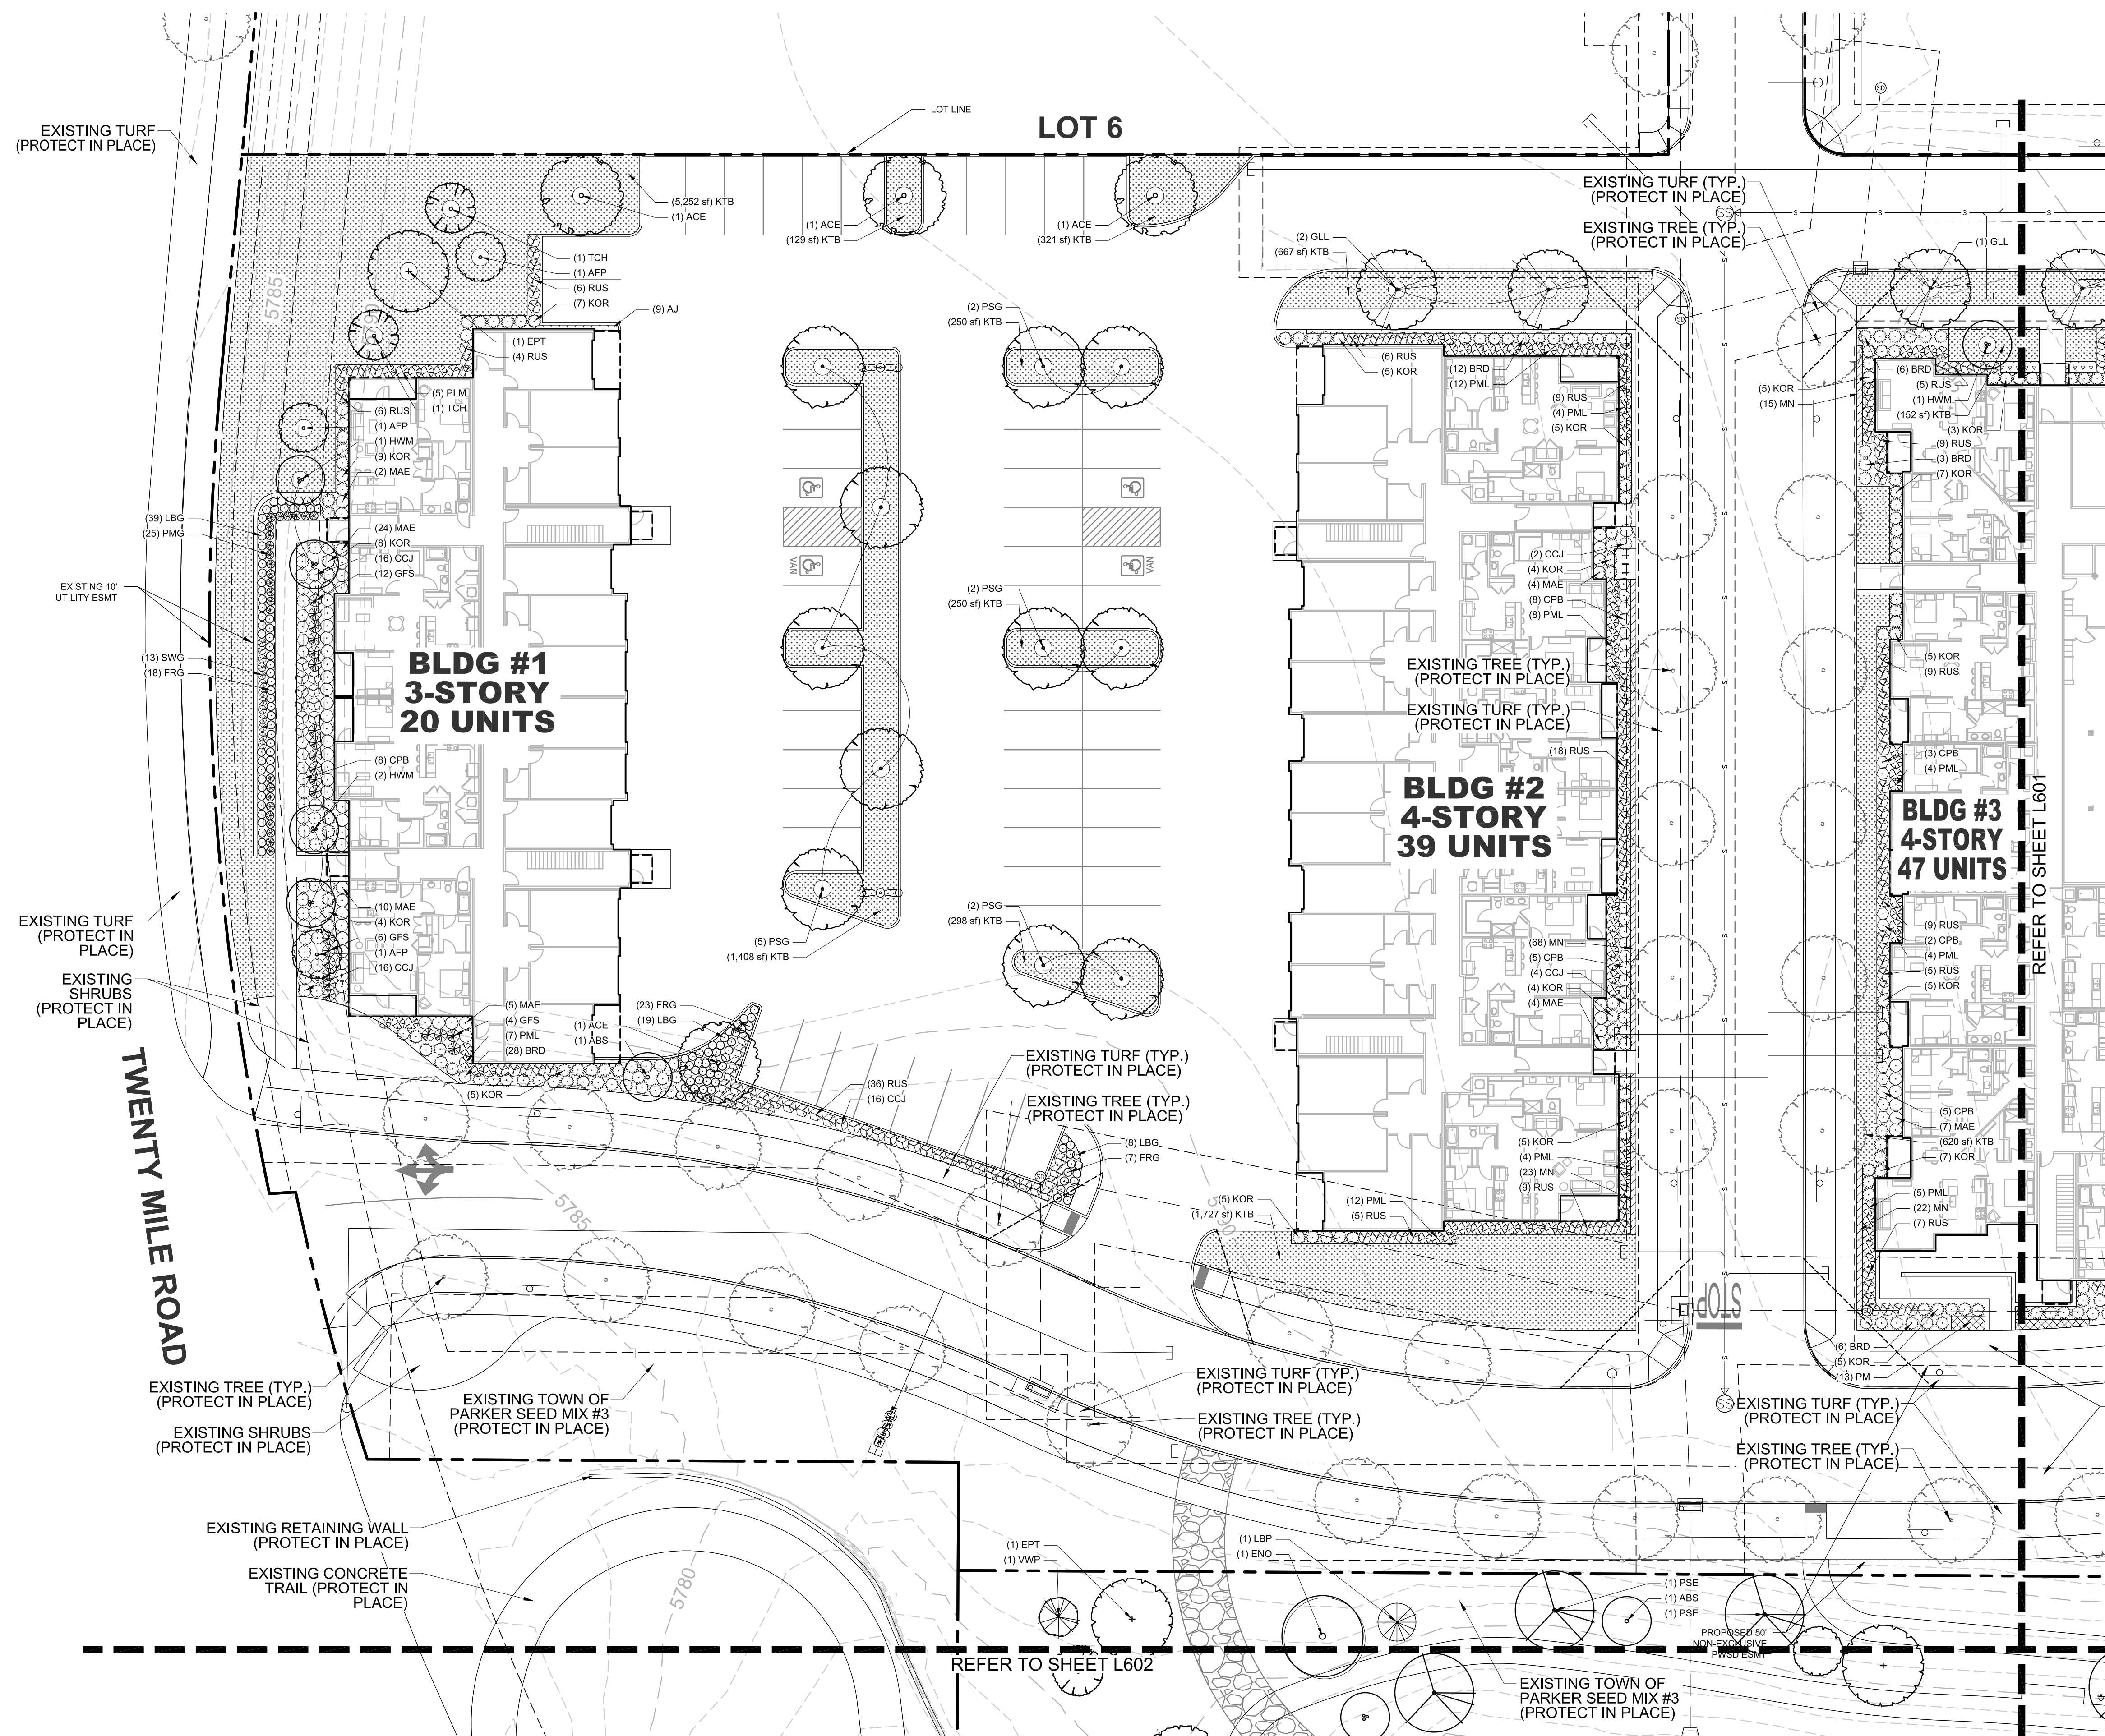 LOT LINE
LOT 6
EXISTING TURF
(PROTECT IN PLACE)
(5,252 sf) KTB
(1) ACE
(1) ACE
(129 sf) KTB
(1) ACE
(321 sf) KTB
EXISTING TURF (TYP.)
(PROTECT IN PLACE)
EXISTING TREE (TYP.)
(PROTECT IN PLACE)
SD
SD
SS
S
S
S
S
(2) GLL
(667 sf) KTB
(1) GLL
(1) TCH
(1) AFP
(6) RUS
(7) KOR
(9) AJ
5785
(1) EPT
(4) RUS
(2) PSG
(250 sf) KTB
(6) RUS
(5) KOR
(12) BRD
(12) PML
(9) RUS
(4) PML
(5) KOR
(5) KOR
(15) MN
(6) BRD
(5) RUS
(1) HWM
(152 sf) KTB
(3) KOR
(9) RUS
(3) BRD
(7) KOR
(5) PLM
(1) TCH
(6) RUS
(1) AFP
(1) HWM
(9) KOR
(2) MAE
(39) LBG
(25) PMG
(24) MAE
(8) KOR
(16) CCJ
(12) GFS
EXISTING 10'
UTILITY ESMT
VAN
VAN
(2) PSG
(250 sf) KTB
(2) CCJ
(4) KOR
(4) MAE
(8) CPB
(8) PML
(13) SWG
(18) FRG
BLDG #1
3-STORY
20 UNITS
EXISTING TREE (TYP.)
(PROTECT IN PLACE)
EXISTING TURF (TYP.)
(PROTECT IN PLACE)
(5) KOR
(9) RUS
(18) RUS
(3) CPB
(4) PML
(8) CPB
(2) HWM
BLDG #2
4-STORY
39 UNITS
BLDG #3
4-STORY
47 UNITS
REFER TO SHEET L601
EXISTING TURF
(PROTECT IN
PLACE)
EXISTING
SHRUBS
(PROTECT IN
PLACE)
(10) MAE
(4) KOR
(6) GFS
(1) AFP
(16) CCJ
(5) PSG
(1,408 sf) KTB
(2) PSG
(298 sf) KTB
(68) MN
(5) CPB
(4) CCJ
(4) KOR
(4) MAE
(9) RUS
(2) CPB
(4) PML
(5) RUS
(5) KOR
(5) MAE
(4) GFS
(7) PML
(28) BRD
(5) KOR
(23) FRG
(19) LBG
(1) ACE
(1) ABS
(36) RUS
(16) CCJ
EXISTING TURF (TYP.)
(PROTECT IN PLACE)
EXISTING TREE (TYP.)
(PROTECT IN PLACE)
(8) LBG
(7) FRG
TWENTY MILE ROAD
(5) KOR
(4) PML
(23) MN
(9) RUS
(5) CPB
(7) MAE
(620 sf) KTB
(7) KOR
(5) KOR
(1,727 sf) KTB
(12) PML
(5) RUS
(5) PML
(22) MN
(7) RUS
5785
STOP
(6) BRD
(5) KOR
(13) PM
SS
EXISTING TREE (TYP.)
(PROTECT IN PLACE)
EXISTING SHRUBS
(PROTECT IN PLACE)
EXISTING TOWN OF
PARKER SEED MIX #3
(PROTECT IN PLACE)
EXISTING TURF (TYP.)
(PROTECT IN PLACE)
EXISTING TREE (TYP.)
(PROTECT IN PLACE)
EXISTING TURF (TYP.)
(PROTECT IN PLACE)
EXISTING TREE (TYP.)
(PROTECT IN PLACE)
EXISTING RETAINING WALL
(PROTECT IN PLACE)
EXISTING CONCRETE
TRAIL (PROTECT IN
PLACE)
5780
(1) EPT
(1) VWP
(1) LBP
(1) ENO
(1) PSE
(1) ABS
(1) PSE
PROPOSED 50'
NON-EXCLUSIVE
PWSD ESMT
REFER TO SHEET L602
EXISTING TOWN OF
PARKER SEED MIX #3
(PROTECT IN PLACE)